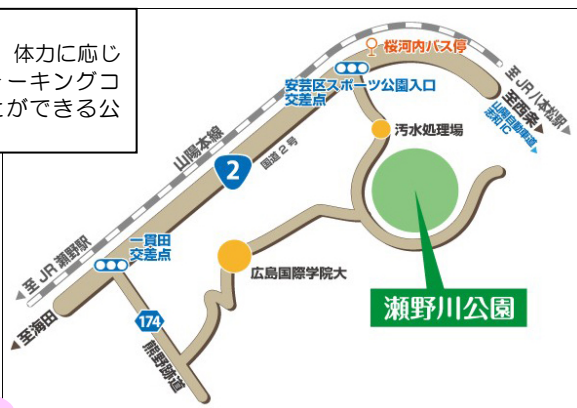 体力に応じ
ォーキングコ
とができる公
桜河内バス停
安芸区スポーツ公園入口
交差点
至 JR八本松駅
至西条
山陽自動車道
志和 IC
汚水処理場
山陽本線
2
国道2号
一貫田
交差点
至 JR 瀬野駅
至海田
広島国際学院大
174
熊野跡道
瀬野川公園